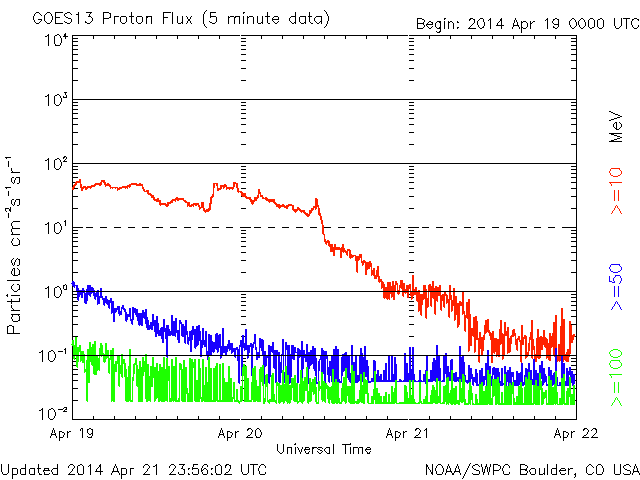 GOES13 Proton Flux (5 minute data)
Begin: 2014 Apr 19 0000 UTC
10⁴
10³
10²
10¹
10⁰
10⁻¹
10⁻²
Particles cm⁻²s⁻¹sr⁻¹
MeV
>=10
>=50
>=100
Apr 19
Apr 20
Apr 21
Apr 22
Universal Time
Updated 2014 Apr 21 23:56:02 UTC
NOAA/SWPC Boulder, CO USA